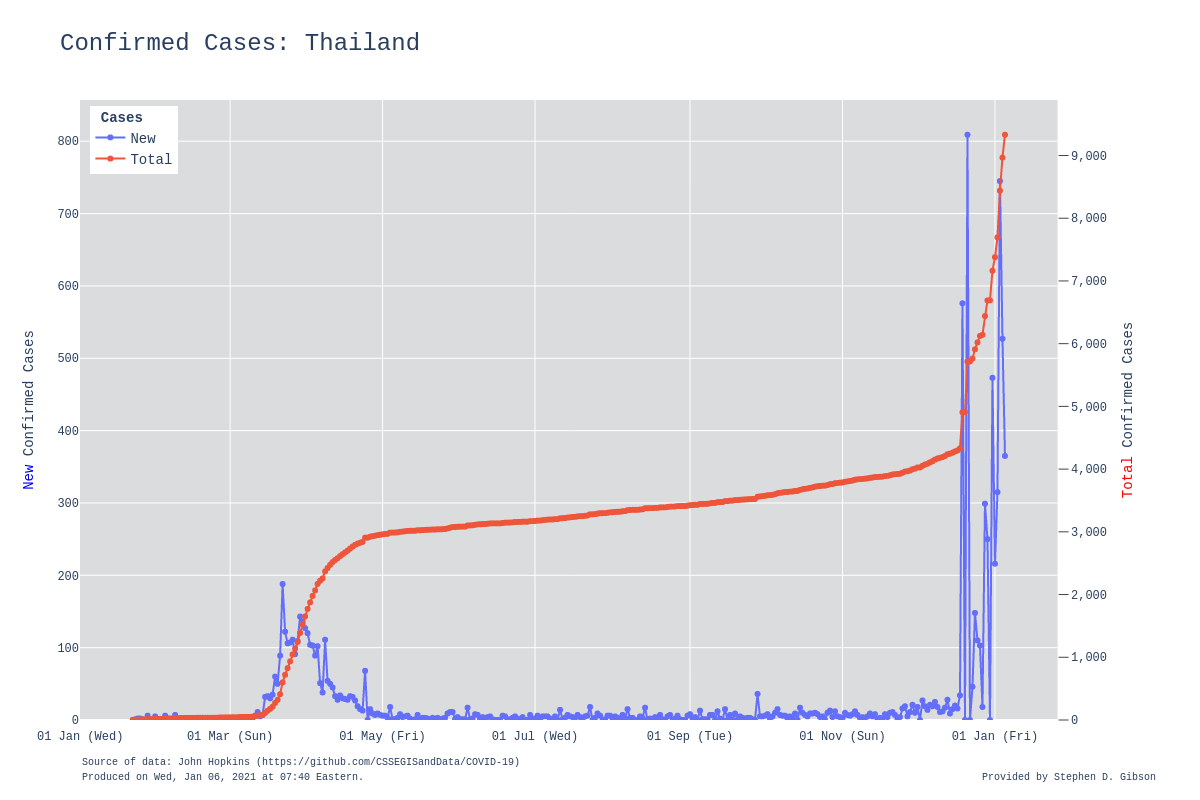 Confirmed Cases: Thailand
Cases
New
Total
800
700
600
500
400
300
200
100
0
9,000
8,000
7,000
6,000
5,000
4,000
3,000
2,000
1,000
0
New Confirmed Cases
Total Confirmed Cases
01 Jan (Wed) 01 Mar (Sun) 01 May (Fri) 01 Jul (Wed) 01 Sep (Tue) 01 Nov (Sun) 01 Jan (Fri)
Source of data: John Hopkins (https://github.com/CSSEGISandData/COVID-19)
Produced on Wed, Jan 06, 2021 at 07:40 Eastern.
Provided by Stephen D. Gibson